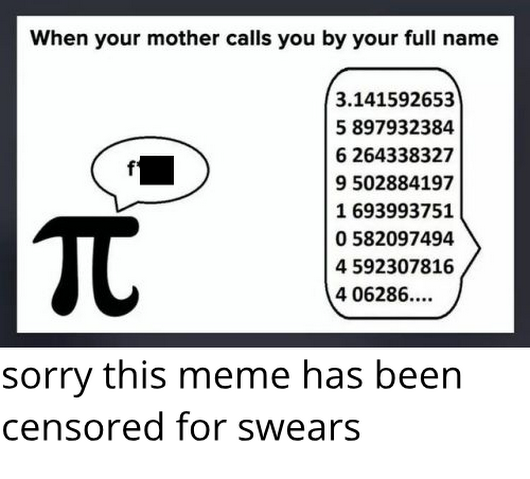 When your mother calls you by your full name
3.141592653
5 897932384
6 264338327
9 502884197
1 693993751
0 582097494
4 592307816
4 06286....
π
sorry this meme has been
censored for swears